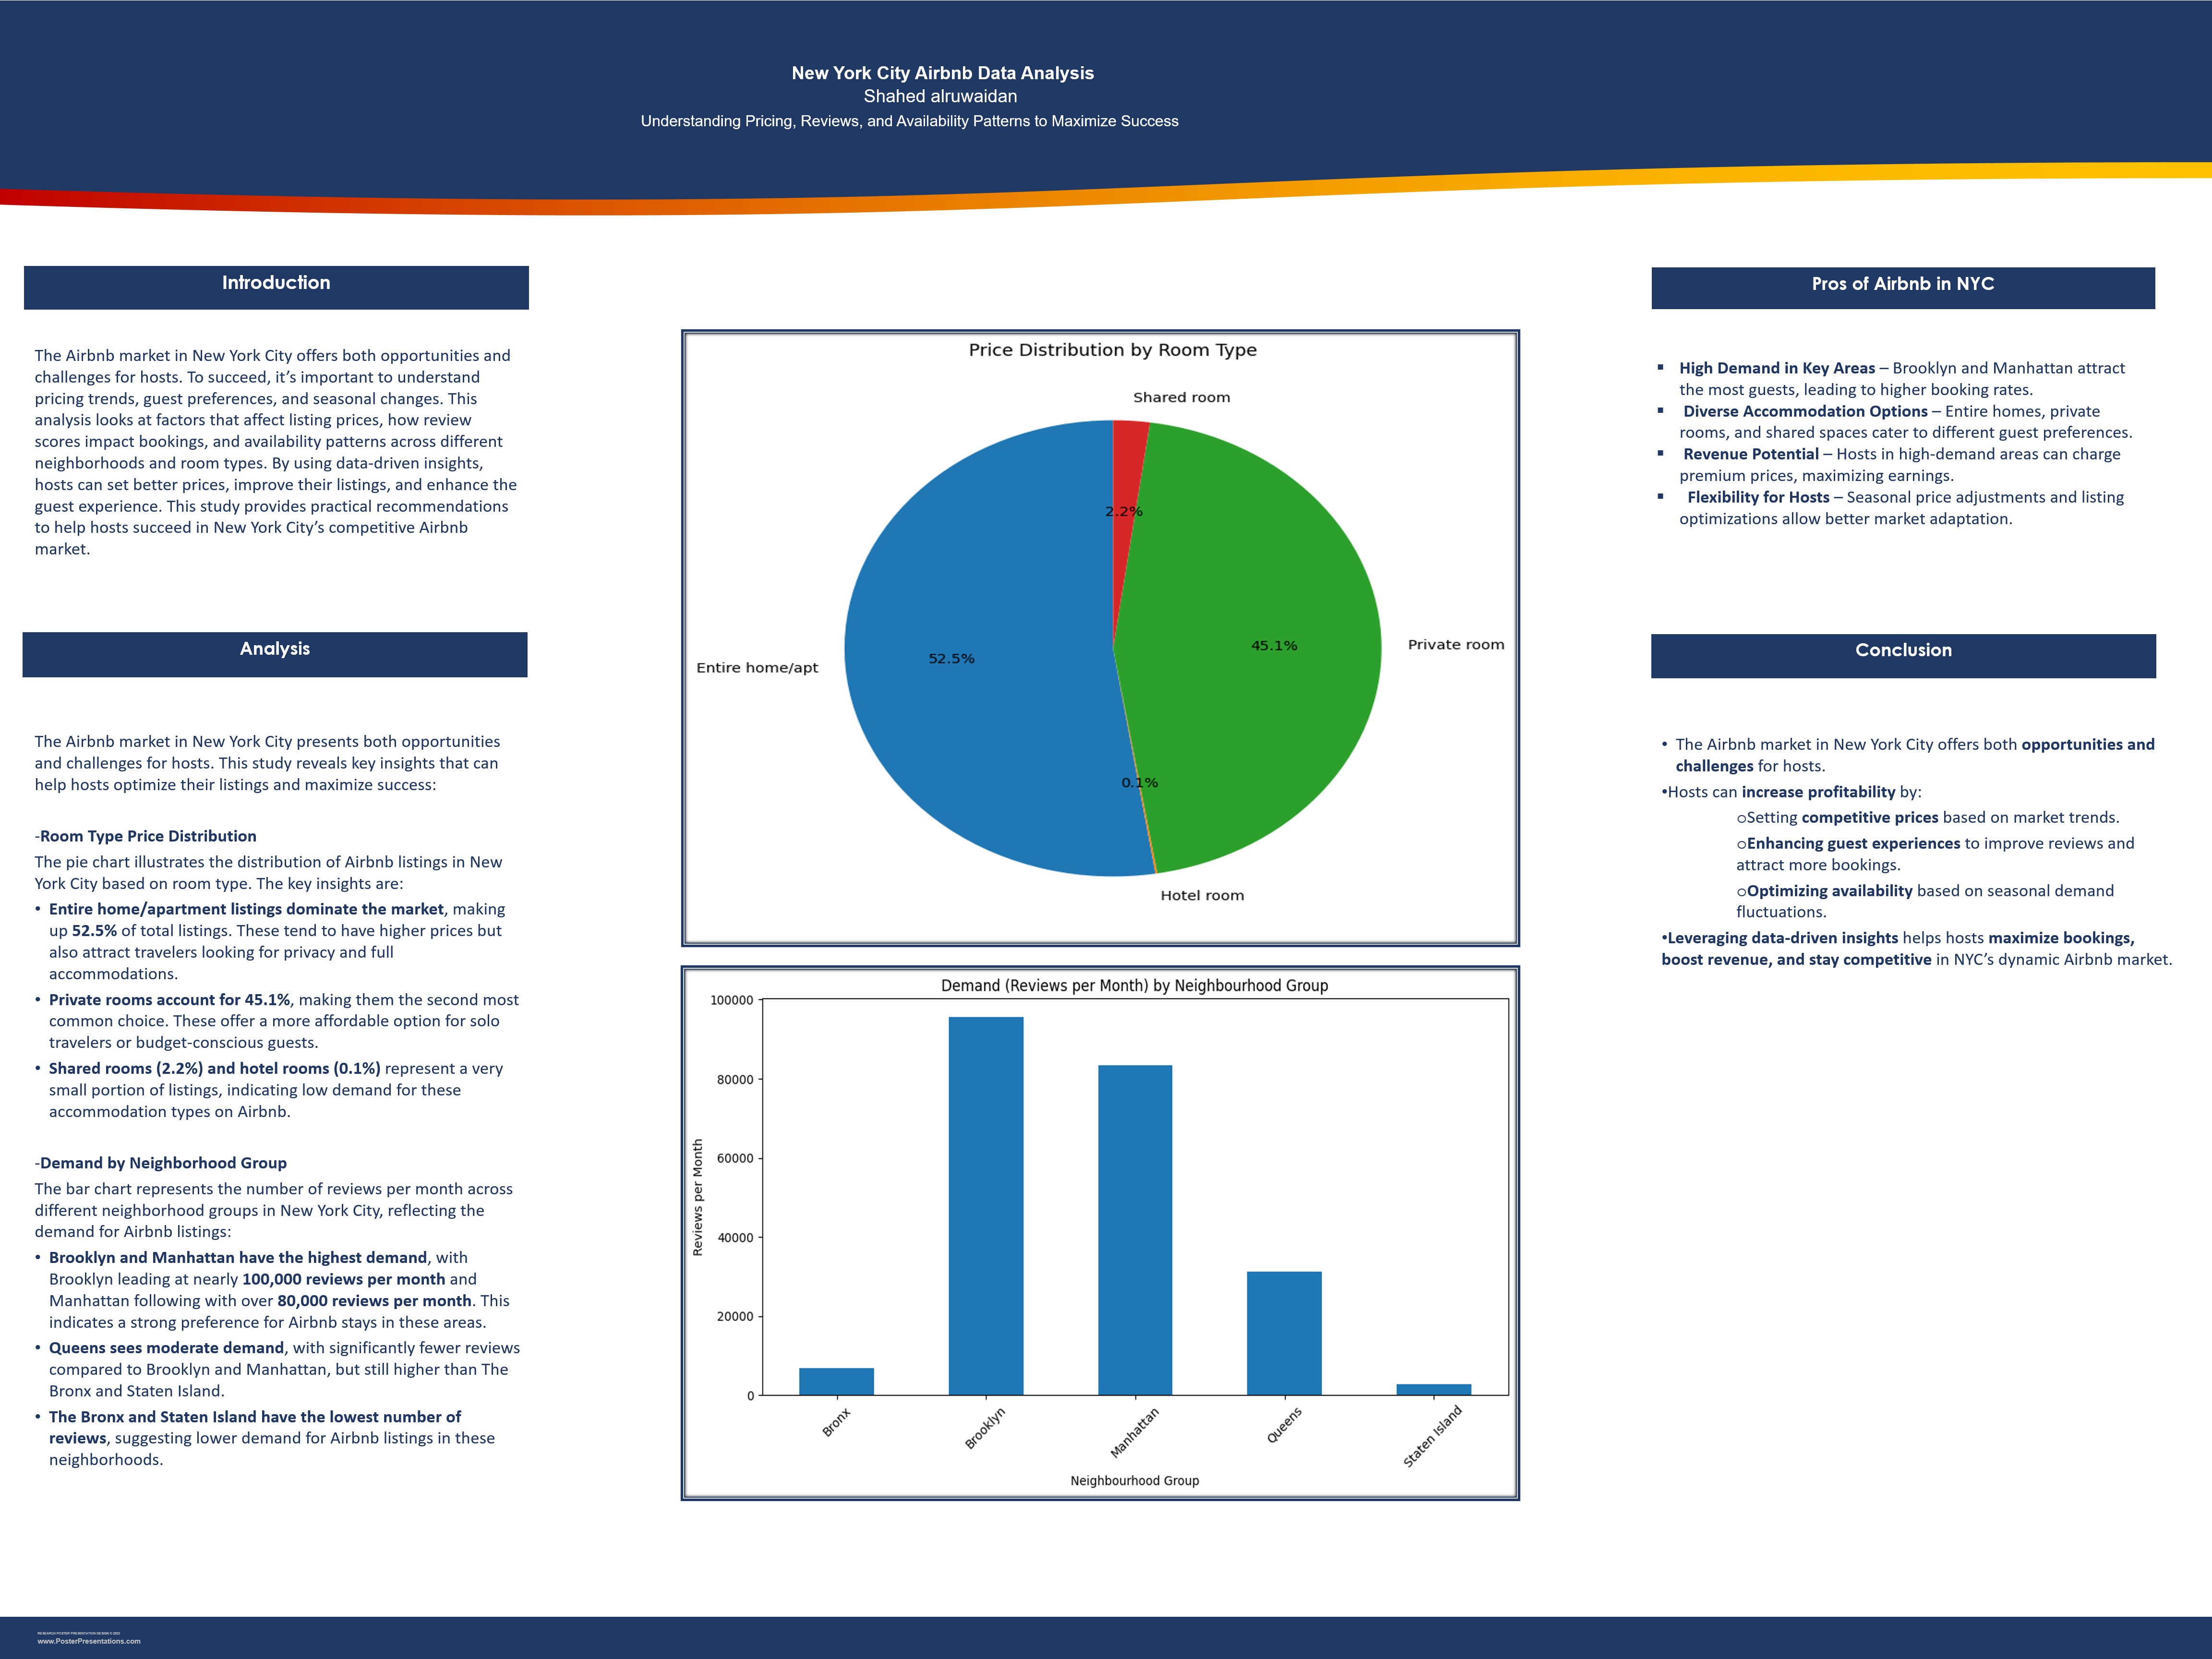 New York City Airbnb Data Analysis
Shahed alruwaidan
Understanding Pricing, Reviews, and Availability Patterns to Maximize Success
Introduction
The Airbnb market in New York City offers both opportunities and
challenges for hosts. To succeed, it’s important to understand
pricing trends, guest preferences, and seasonal changes. This
analysis looks at factors that affect listing prices, how review
scores impact bookings, and availability patterns across different
neighborhoods and room types. By using data-driven insights,
hosts can set better prices, improve their listings, and enhance the
guest experience. This study provides practical recommendations
to help hosts succeed in New York City’s competitive Airbnb
market.
Analysis
The Airbnb market in New York City presents both opportunities
and challenges for hosts. This study reveals key insights that can
help hosts optimize their listings and maximize success:
-Room Type Price Distribution
The pie chart illustrates the distribution of Airbnb listings in New
York City based on room type. The key insights are:
• Entire home/apartment listings dominate the market, making
up 52.5% of total listings. These tend to have higher prices but
also attract travelers looking for privacy and full
accommodations.
• Private rooms account for 45.1%, making them the second most
common choice. These offer a more affordable option for solo
travelers or budget-conscious guests.
• Shared rooms (2.2%) and hotel rooms (0.1%) represent a very
small portion of listings, indicating low demand for these
accommodation types on Airbnb.
-Demand by Neighborhood Group
The bar chart represents the number of reviews per month across
different neighborhood groups in New York City, reflecting the
demand for Airbnb listings:
• Brooklyn and Manhattan have the highest demand, with
Brooklyn leading at nearly 100,000 reviews per month and
Manhattan following with over 80,000 reviews per month. This
indicates a strong preference for Airbnb stays in these areas.
• Queens sees moderate demand, with significantly fewer reviews
compared to Brooklyn and Manhattan, but still higher than The
Bronx and Staten Island.
• The Bronx and Staten Island have the lowest number of
reviews, suggesting lower demand for Airbnb listings in these
neighborhoods.
Price Distribution by Room Type
Shared room
2.2%
Private room
45.1%
52.5%
Entire home/apt
0.1%
Hotel room
Demand (Reviews per Month) by Neighbourhood Group
100000
80000
60000
40000
20000
0
Reviews per Month
Bronx
Brooklyn
Manhattan
Queens
Staten Island
Neighbourhood Group
Pros of Airbnb in NYC
▪ High Demand in Key Areas – Brooklyn and Manhattan attract
the most guests, leading to higher booking rates.
▪ Diverse Accommodation Options – Entire homes, private
rooms, and shared spaces cater to different guest preferences.
▪ Revenue Potential – Hosts in high-demand areas can charge
premium prices, maximizing earnings.
▪ Flexibility for Hosts – Seasonal price adjustments and listing
optimizations allow better market adaptation.
Conclusion
• The Airbnb market in New York City offers both opportunities and
challenges for hosts.
•Hosts can increase profitability by:
oSetting competitive prices based on market trends.
oEnhancing guest experiences to improve reviews and
attract more bookings.
oOptimizing availability based on seasonal demand
fluctuations.
•Leveraging data-driven insights helps hosts maximize bookings,
boost revenue, and stay competitive in NYC’s dynamic Airbnb market.
RESEARCH POSTER PRESENTATION DESIGN ©
www.PosterPresentations.com